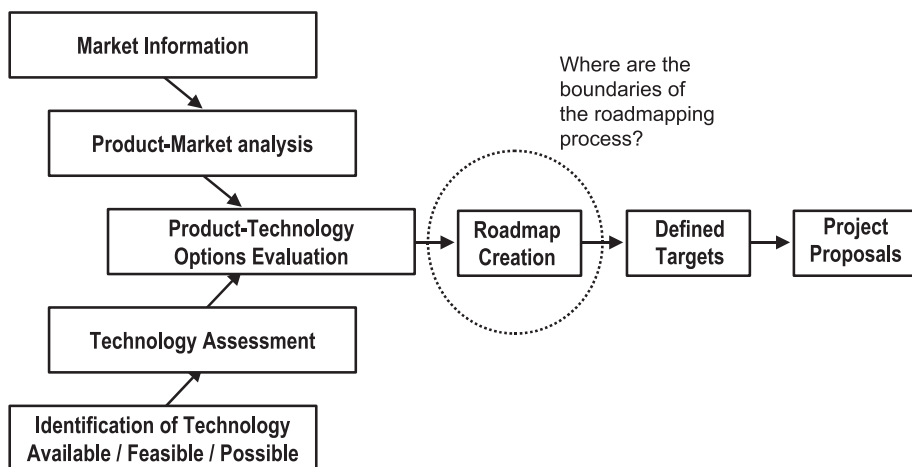 Market Information
Where are the
boundaries of
the roadmapping
process?
Product-Market analysis
Product-Technology
Options Evaluation
Roadmap
Creation
Defined
Targets
Project
Proposals
Technology Assessment
Identification of Technology
Available / Feasible / Possible